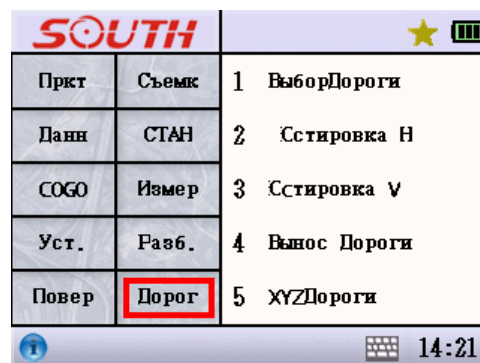 SOUTH
Пркт Съемк 1 ВыборДороги
Данн СТАН 2 Сстировка Н
COGO Измер 3 Сстировка V
Уст. Разб. 4 Вынос Дороги
Повер Дорог 5 XYZДороги
14:21